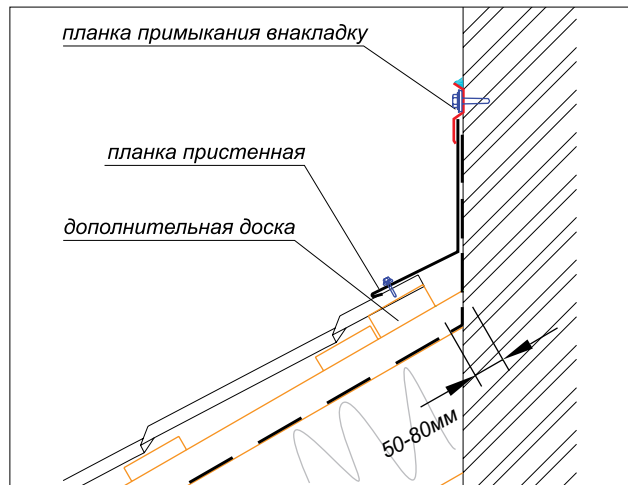 планка примыкания внакладку
планка пристенная
дополнительная доска
50-80мм